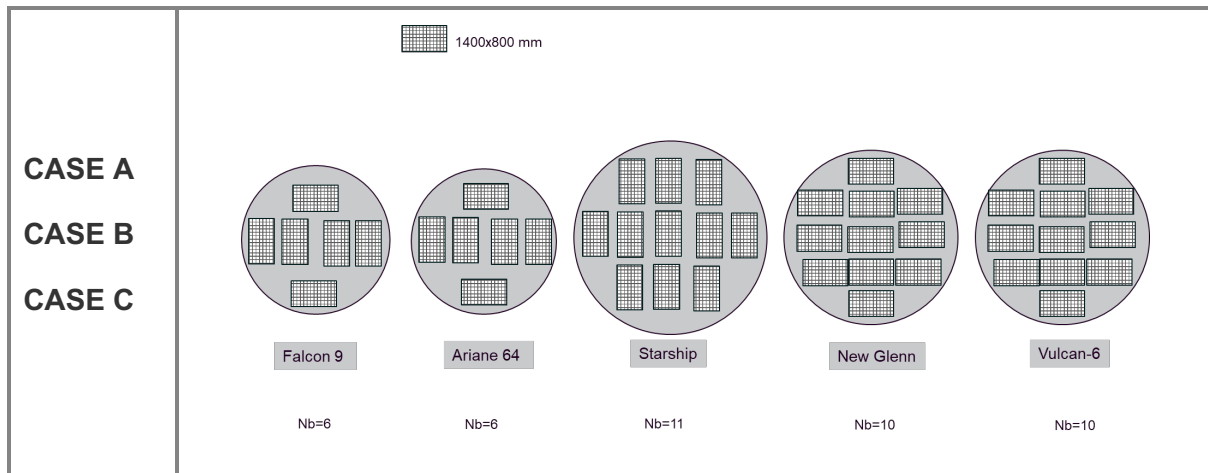 1400x800 mm
CASE A
CASE B
CASE C
Falcon 9
Ariane 64
Starship
New Glenn
Vulcan-6
Nb=6
Nb=6
Nb=11
Nb=10
Nb=10